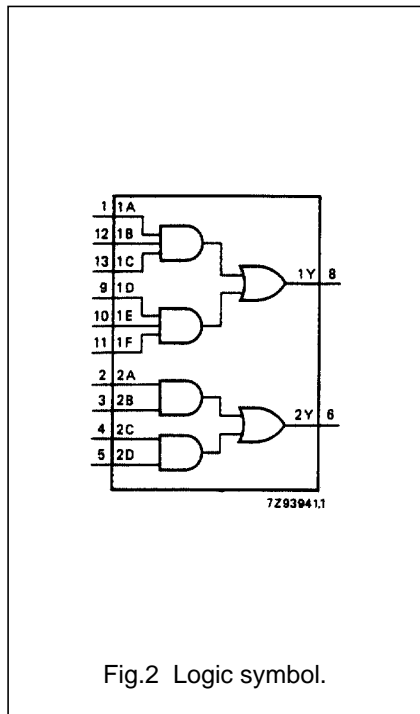 1 1A
12 1B
13 1C
9 1D
10 1E
11 1F
2 2A
3 2B
4 2C
5 2D
1Y 8
2Y 6
7Z93941.1
Fig.2 Logic symbol.